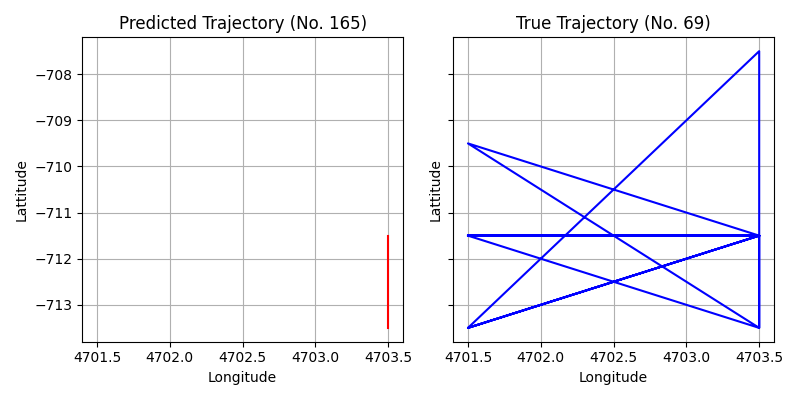 Predicted Trajectory (No. 165)
True Trajectory (No. 69)
−708
−709
−710
−711
−712
−713
Lattitude
Lattitude
4701.5 4702.0 4702.5 4703.0 4703.5
4701.5 4702.0 4702.5 4703.0 4703.5
Longitude
Longitude